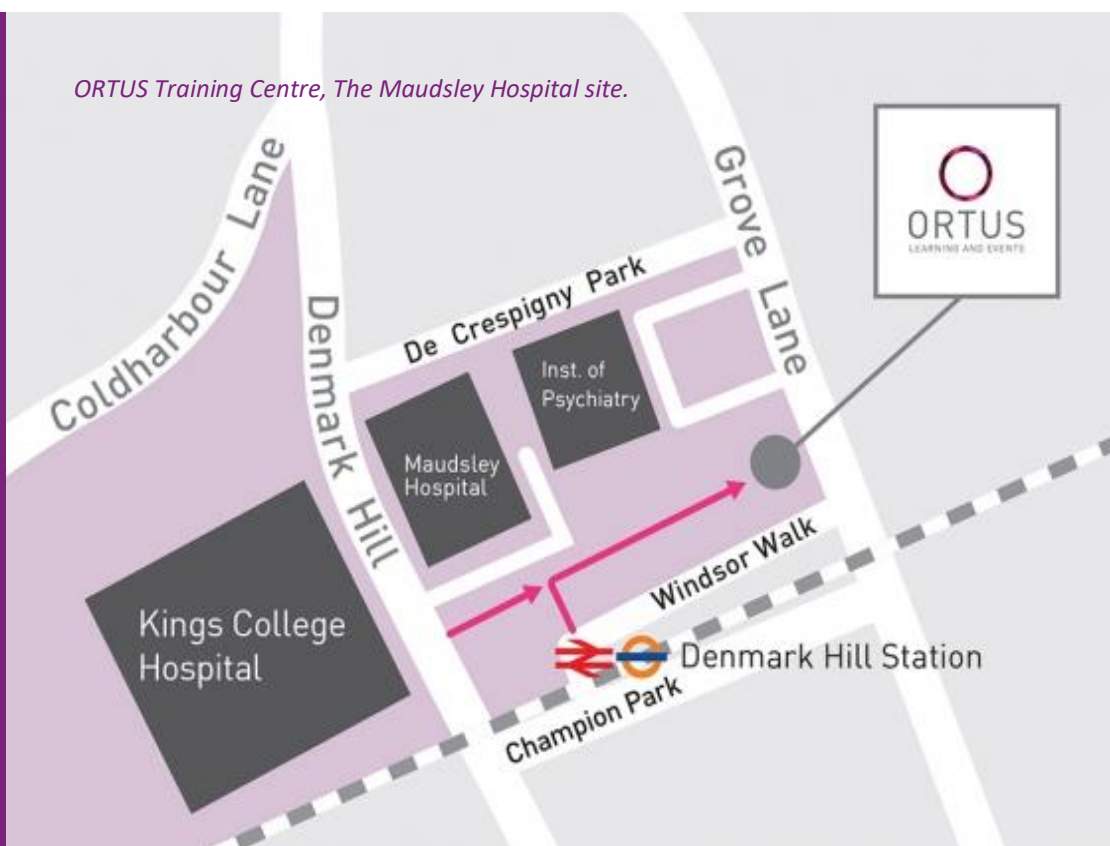 ORTUS Training Centre, The Maudsley Hospital site.
Coldharbour Lane
Denmark Hill
De Crespigny Park
Grove Lane
ORTUS
LEARNING AND EVENTS
Inst. of
Psychiatry
Maudsley
Hospital
Kings College
Hospital
Windsor Walk
Denmark Hill Station
Champion Park